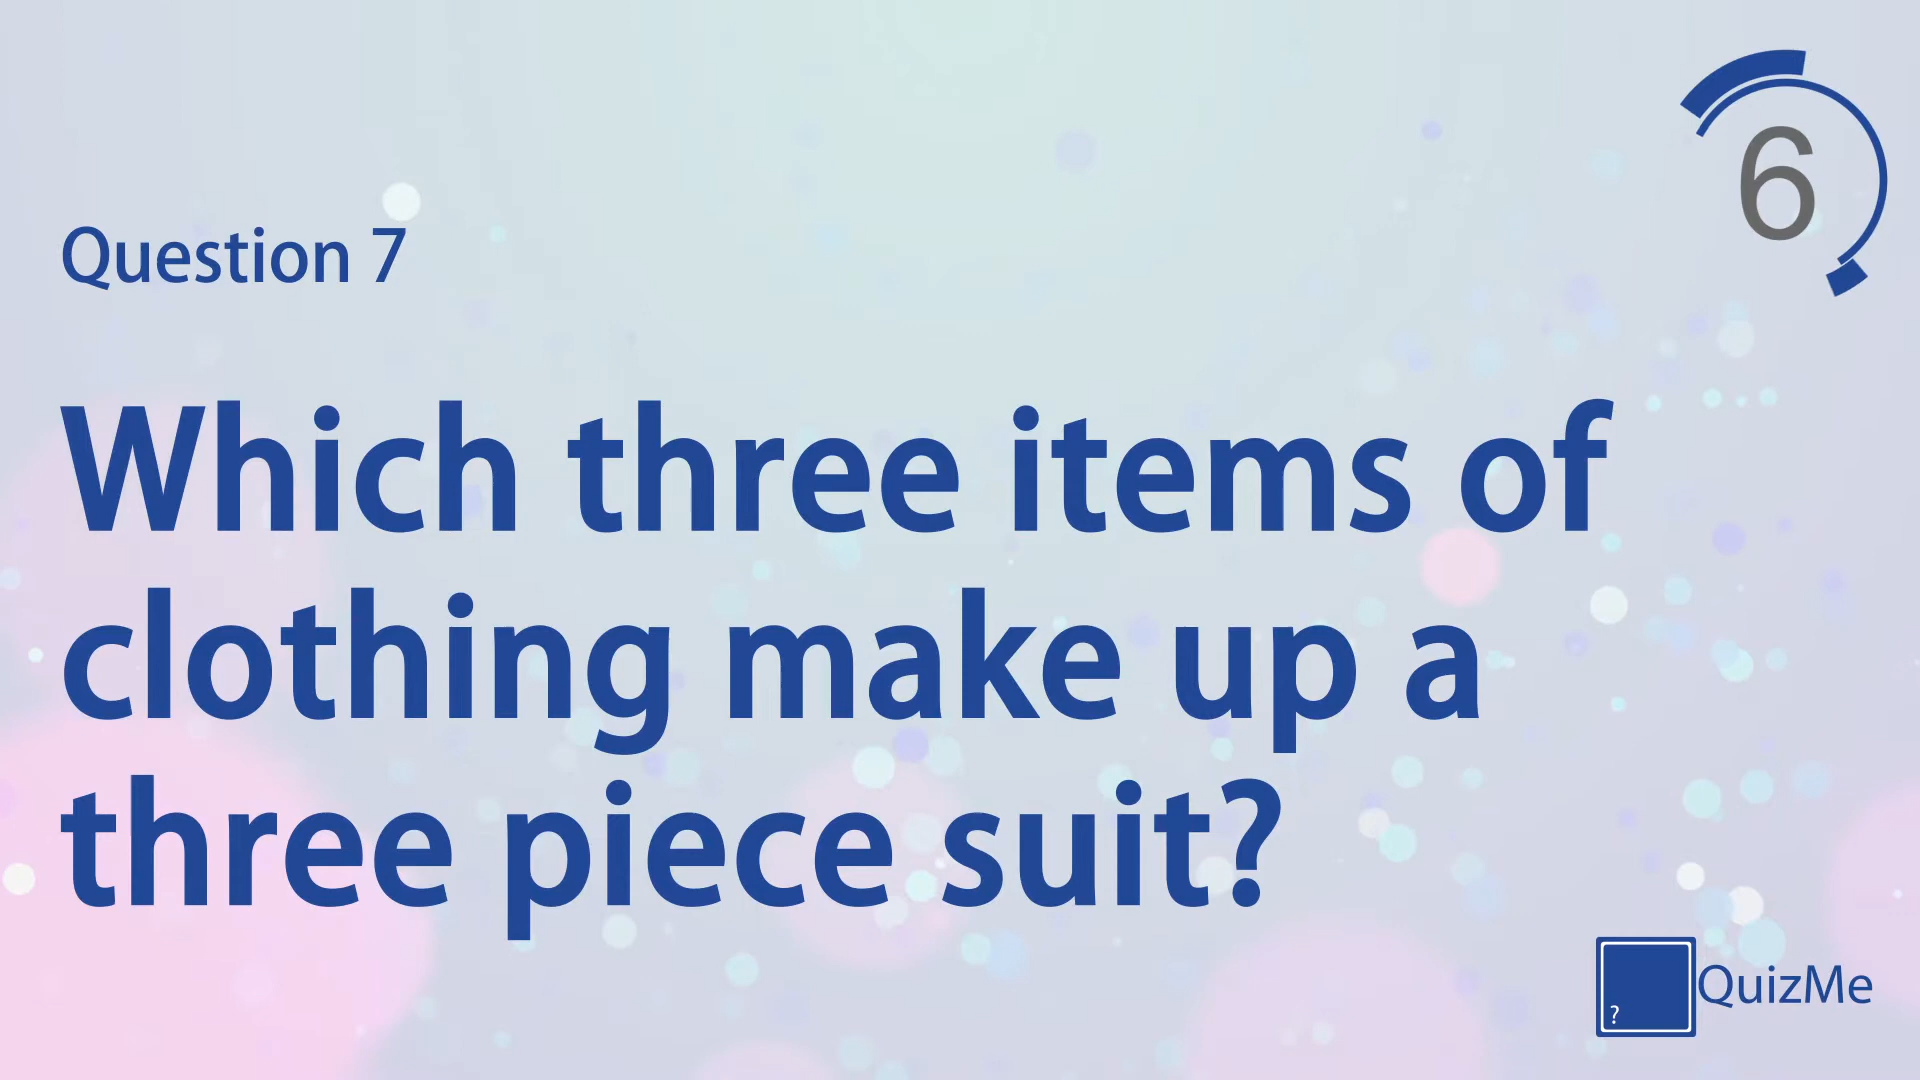 6
Question 7
Which three items of
clothing make up a
three piece suit?
?
QuizMe